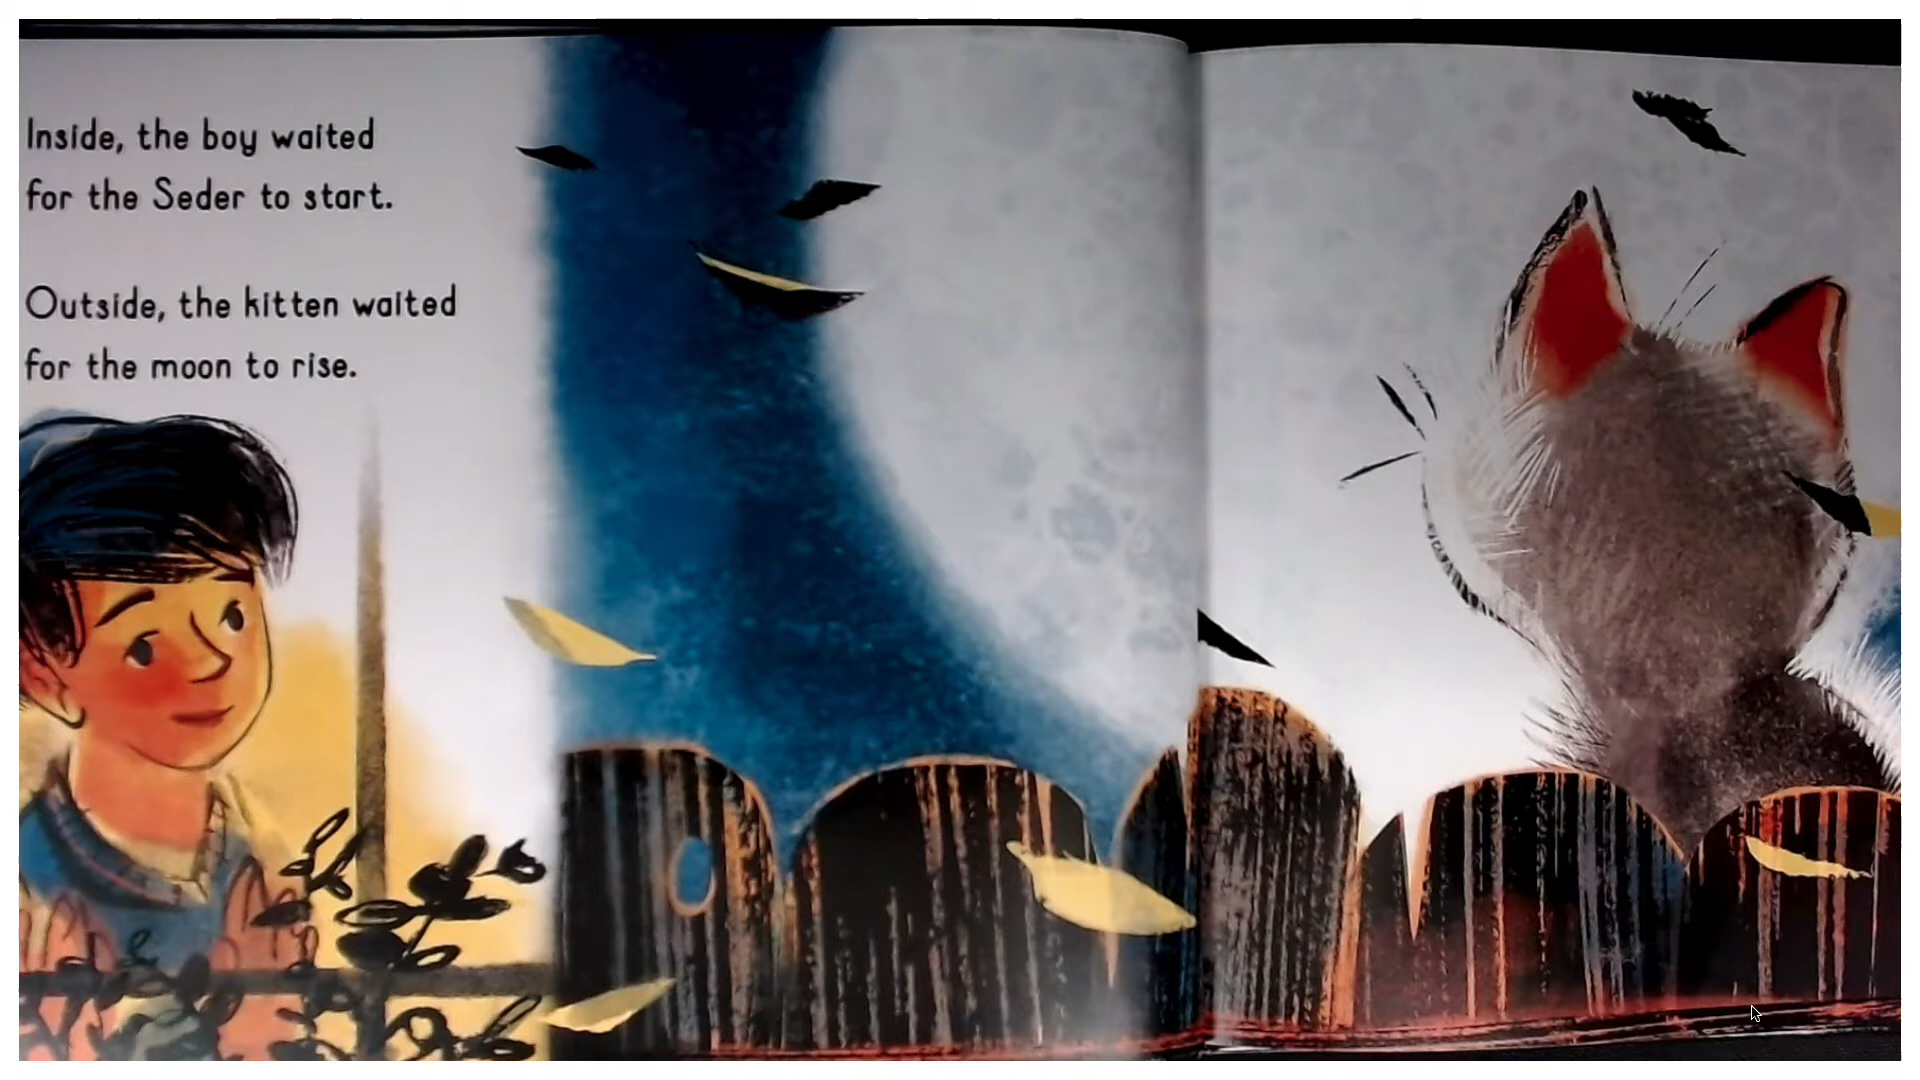 Inside, the boy waited
for the Seder to start.
Outside, the kitten waited
for the moon to rise.